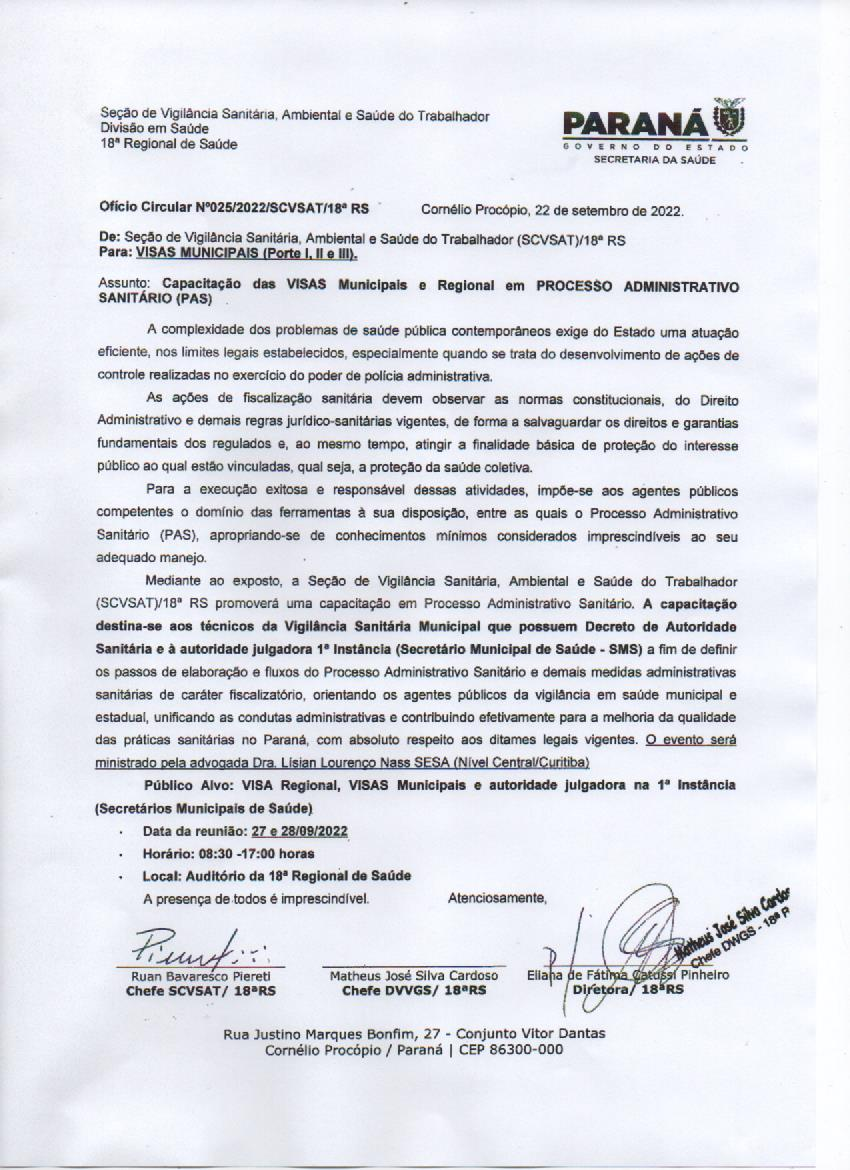 Seção de Vigilância Sanitária, Ambiental e Saúde do Trabalhador
Divisão em Saúde
18ª Regional de Saúde
PARANÁ
GOVERNO DO ESTADO
SECRETARIA DA SAÚDE
Ofício Circular Nº025/2022/SCVSAT/18ª RS Cornélio Procópio, 22 de setembro de 2022.
De: Seção de Vigilância Sanitária, Ambiental e Saúde do Trabalhador (SCVSAT)/18ª RS
Para: VISAS MUNICIPAIS (Porte I, II e III).
Assunto: Capacitação das VISAS Municipais e Regional em PROCESSO ADMINISTRATIVO
SANITÁRIO (PAS)
A complexidade dos problemas de saúde pública contemporâneos exige do Estado uma atuação
eficiente, nos limites legais estabelecidos, especialmente quando se trata do desenvolvimento de ações de
controle realizadas no exercício do poder de polícia administrativa.
As ações de fiscalização sanitária devem observar as normas constitucionais, do Direito
Administrativo e demais regras jurídico-sanitárias vigentes, de forma a salvaguardar os direitos e garantias
fundamentais dos regulados e, ao mesmo tempo, atingir a finalidade básica de proteção do interesse
público ao qual estão vinculadas, qual seja, a proteção da saúde coletiva.
Para a execução exitosa e responsável dessas atividades, impõe-se aos agentes públicos
competentes o domínio das ferramentas à sua disposição, entre as quais o Processo Administrativo
Sanitário (PAS), apropriando-se de conhecimentos mínimos considerados imprescindíveis ao seu
adequado manejo.
Mediante ao exposto, a Seção de Vigilância Sanitária, Ambiental e Saúde do Trabalhador
(SCVSAT)/18ª RS promoverá uma capacitação em Processo Administrativo Sanitário. A capacitação
destina-se aos técnicos da Vigilância Sanitária Municipal que possuem Decreto de Autoridade
Sanitária e à autoridade julgadora 1ª Instância (Secretário Municipal de Saúde - SMS) a fim de definir
os passos de elaboração e fluxos do Processo Administrativo Sanitário e demais medidas administrativas
sanitárias de caráter fiscalizatório, orientando os agentes públicos da vigilância em saúde municipal e
estadual, unificando as condutas administrativas e contribuindo efetivamente para a melhoria da qualidade
das práticas sanitárias no Paraná, com absoluto respeito aos ditames legais vigentes. O evento será
ministrado pela advogada Dra. Lisian Lourenço Nass SESA (Nível Central/Curitiba)
Público Alvo: VISA Regional, VISAS Municipais e autoridade julgadora na 1ª Instância
(Secretários Municipais de Saúde)
· Data da reunião: 27 e 28/09/2022
· Horário: 08:30 -17:00 horas
· Local: Auditório da 18ª Regional de Saúde
A presença de todos é imprescindível. Atenciosamente,
Matheus José Silva Cardos
Chefe DWGS - 18ª R
Ruan Bavaresco Piereti Matheus José Silva Cardoso Eliana de Fátima Catussi Pinheiro
Chefe SCVSAT/ 18ªRS Chefe DVVGS/ 18ªRS Diretora/ 18ªRS
Rua Justino Marques Bonfim, 27 - Conjunto Vitor Dantas
Cornélio Procópio / Paraná | CEP 86300-000